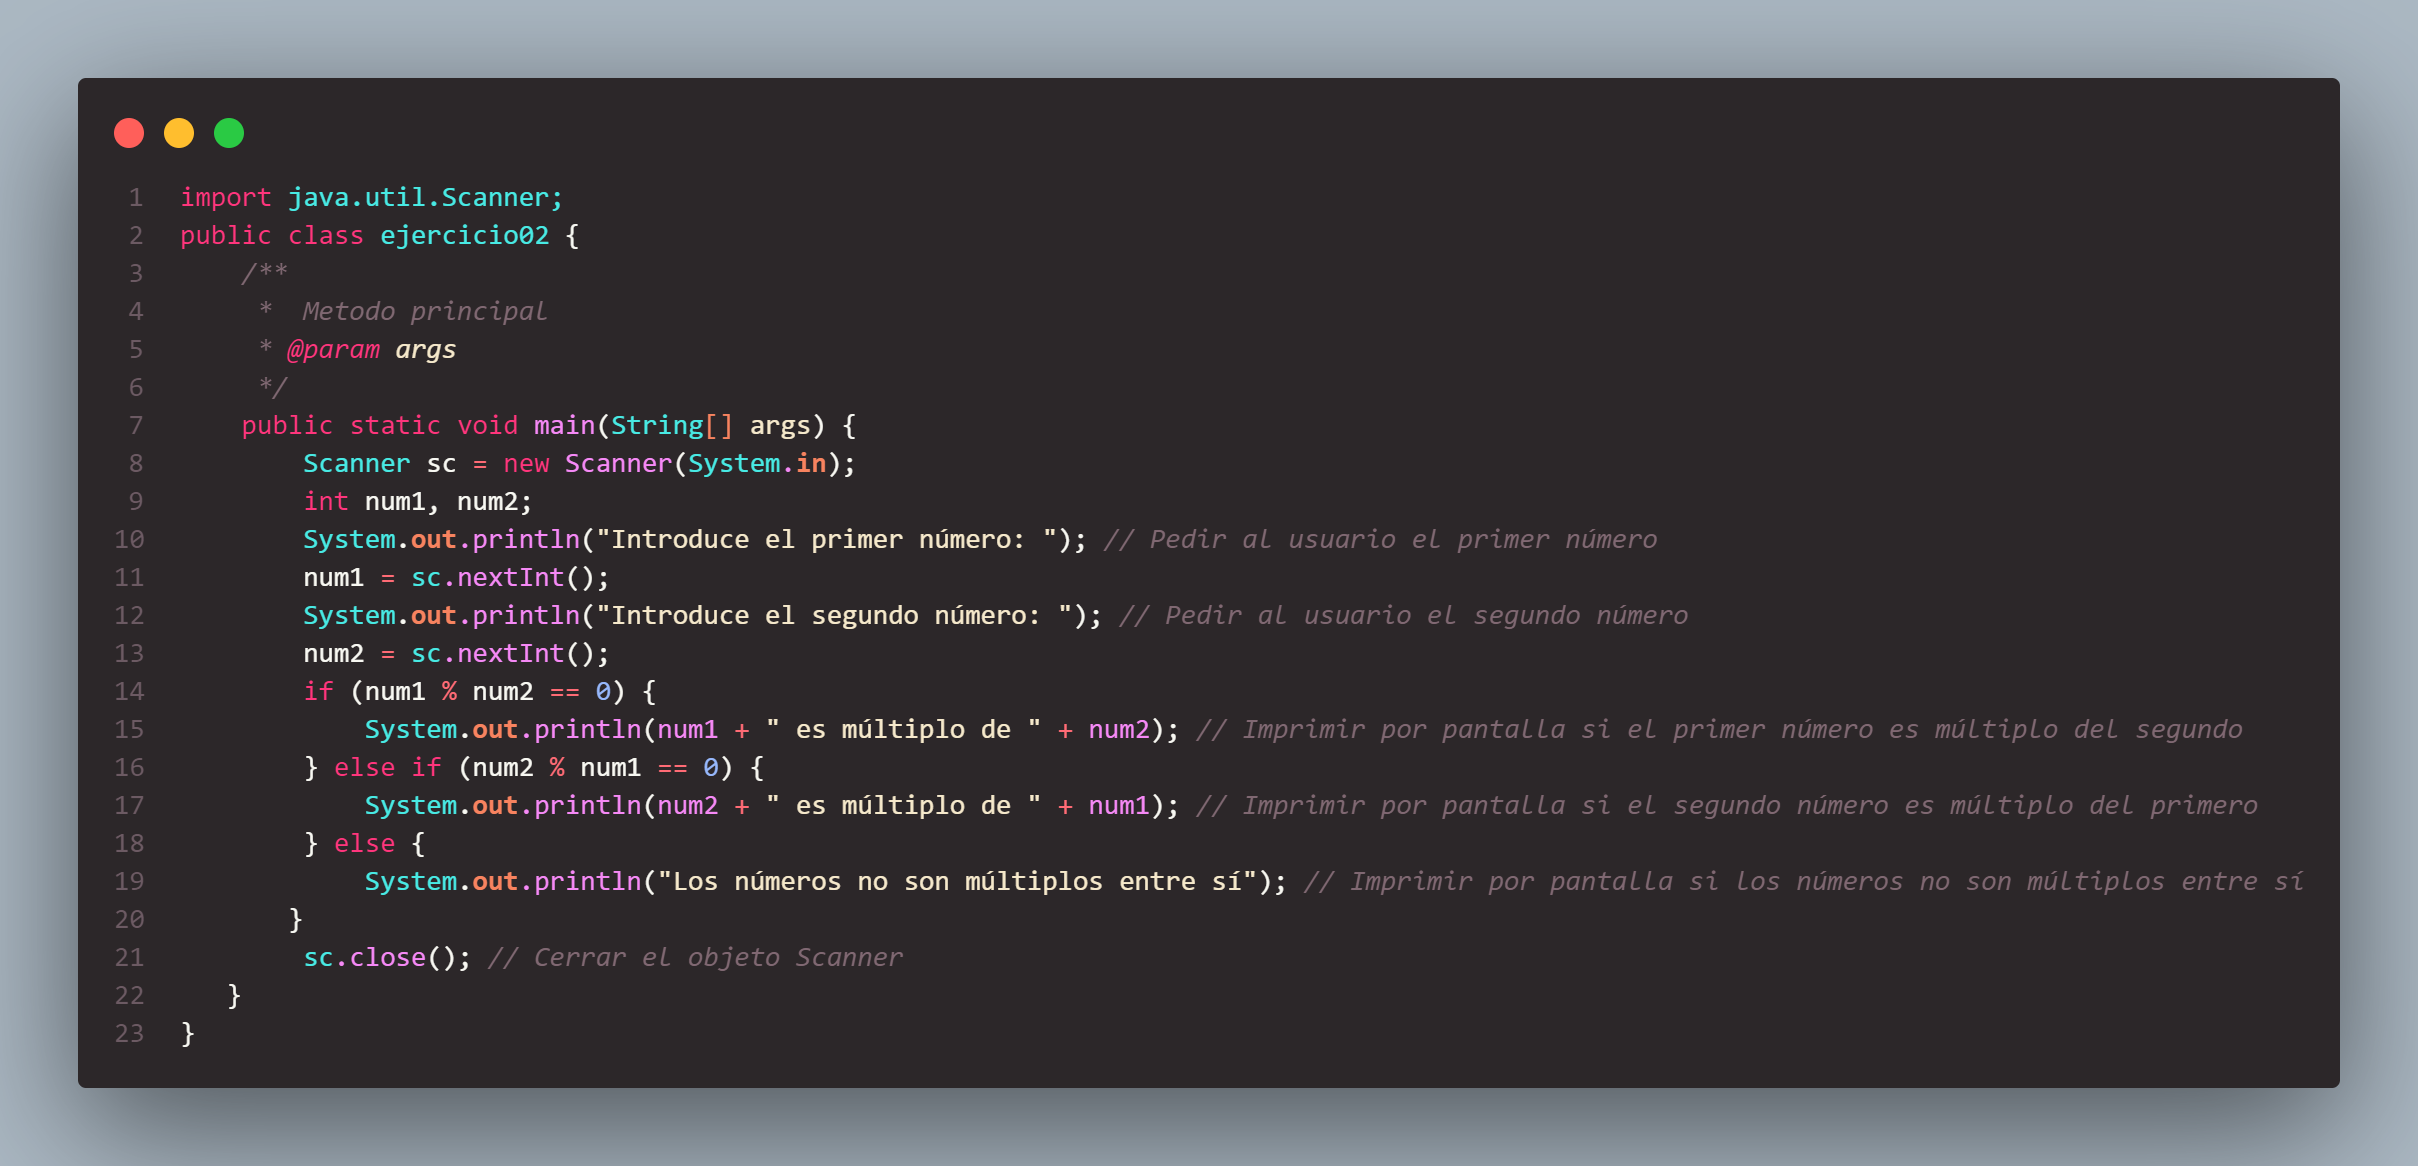 1 import java.util.Scanner;
2 public class ejercicio02 {
3     /**
4      *  Metodo principal
5      * @param args
6      */
7     public static void main(String[] args) {
8         Scanner sc = new Scanner(System.in);
9         int num1, num2;
10         System.out.println("Introduce el primer número: "); // Pedir al usuario el primer número
11         num1 = sc.nextInt();
12         System.out.println("Introduce el segundo número: "); // Pedir al usuario el segundo número
13         num2 = sc.nextInt();
14         if (num1 % num2 == 0) {
15             System.out.println(num1 + " es múltiplo de " + num2); // Imprimir por pantalla si el primer número es múltiplo del segundo
16         } else if (num2 % num1 == 0) {
17             System.out.println(num2 + " es múltiplo de " + num1); // Imprimir por pantalla si el segundo número es múltiplo del primero
18         } else {
19             System.out.println("Los números no son múltiplos entre sí"); // Imprimir por pantalla si los números no son múltiplos entre sí
20        }
21         sc.close(); // Cerrar el objeto Scanner
22    }
23 }